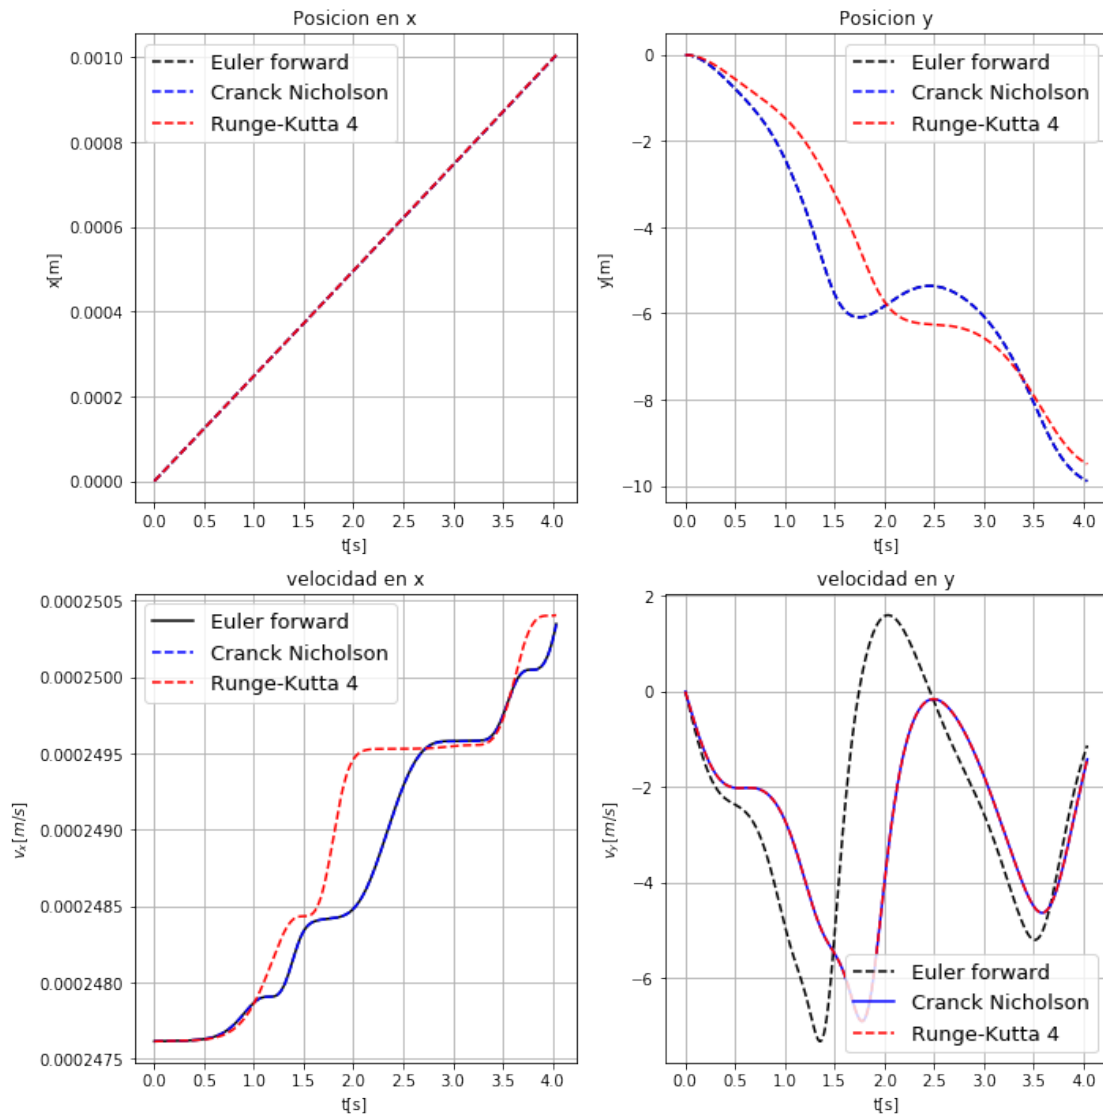 Posicion en x
0.0010
0.0008
0.0006
0.0004
0.0002
0.0000
x[m]
Euler forward
Cranck Nicholson
Runge-Kutta 4
0.0 0.5 1.0 1.5 2.0 2.5 3.0 3.5 4.0
t[s]
Posicion y
0
−2
−4
−6
−8
−10
y[m]
Euler forward
Cranck Nicholson
Runge-Kutta 4
0.0 0.5 1.0 1.5 2.0 2.5 3.0 3.5 4.0
t[s]
velocidad en x
0.0002505
0.0002500
0.0002495
0.0002490
0.0002485
0.0002480
0.0002475
v_x[m/s]
Euler forward
Cranck Nicholson
Runge-Kutta 4
0.0 0.5 1.0 1.5 2.0 2.5 3.0 3.5 4.0
t[s]
velocidad en y
2
0
−2
−4
−6
v_y[m/s]
Euler forward
Cranck Nicholson
Runge-Kutta 4
0.0 0.5 1.0 1.5 2.0 2.5 3.0 3.5 4.0
t[s]